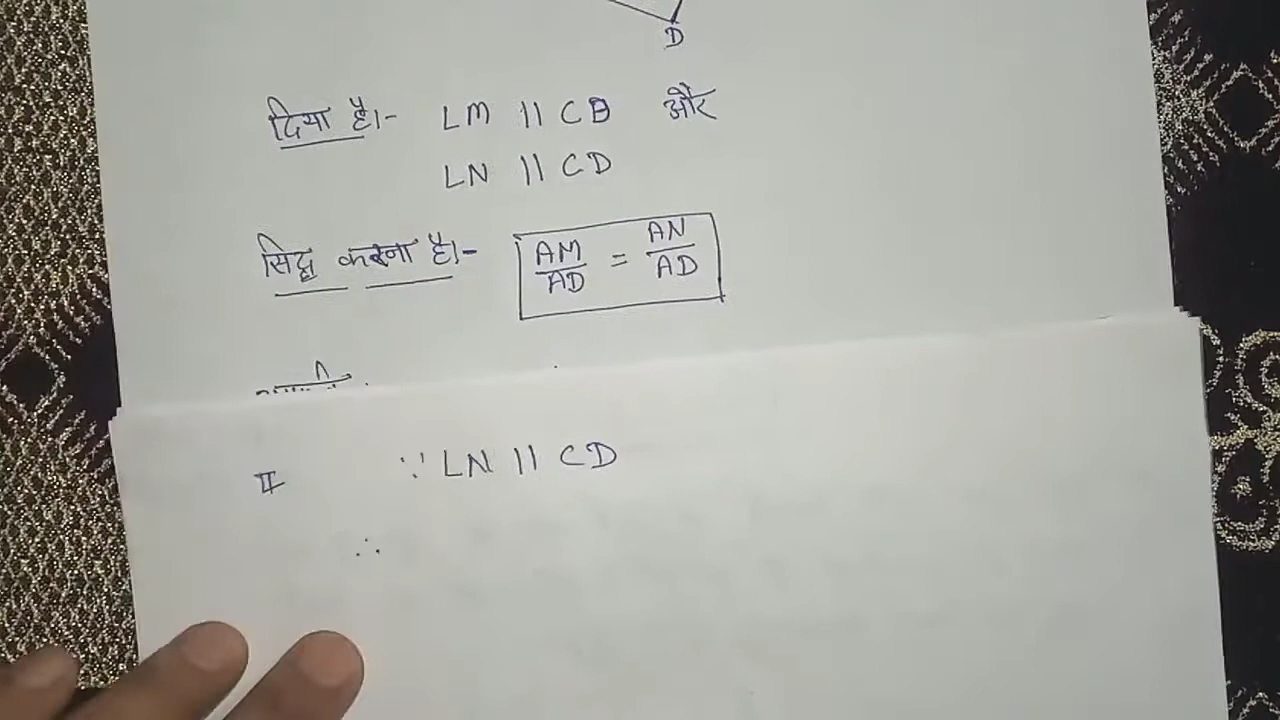 D
दिया है।- LM || CB और
LN || CD
सिद्ध करना है।- AM/AD = AN/AD
II ∵ LN || CD
∴